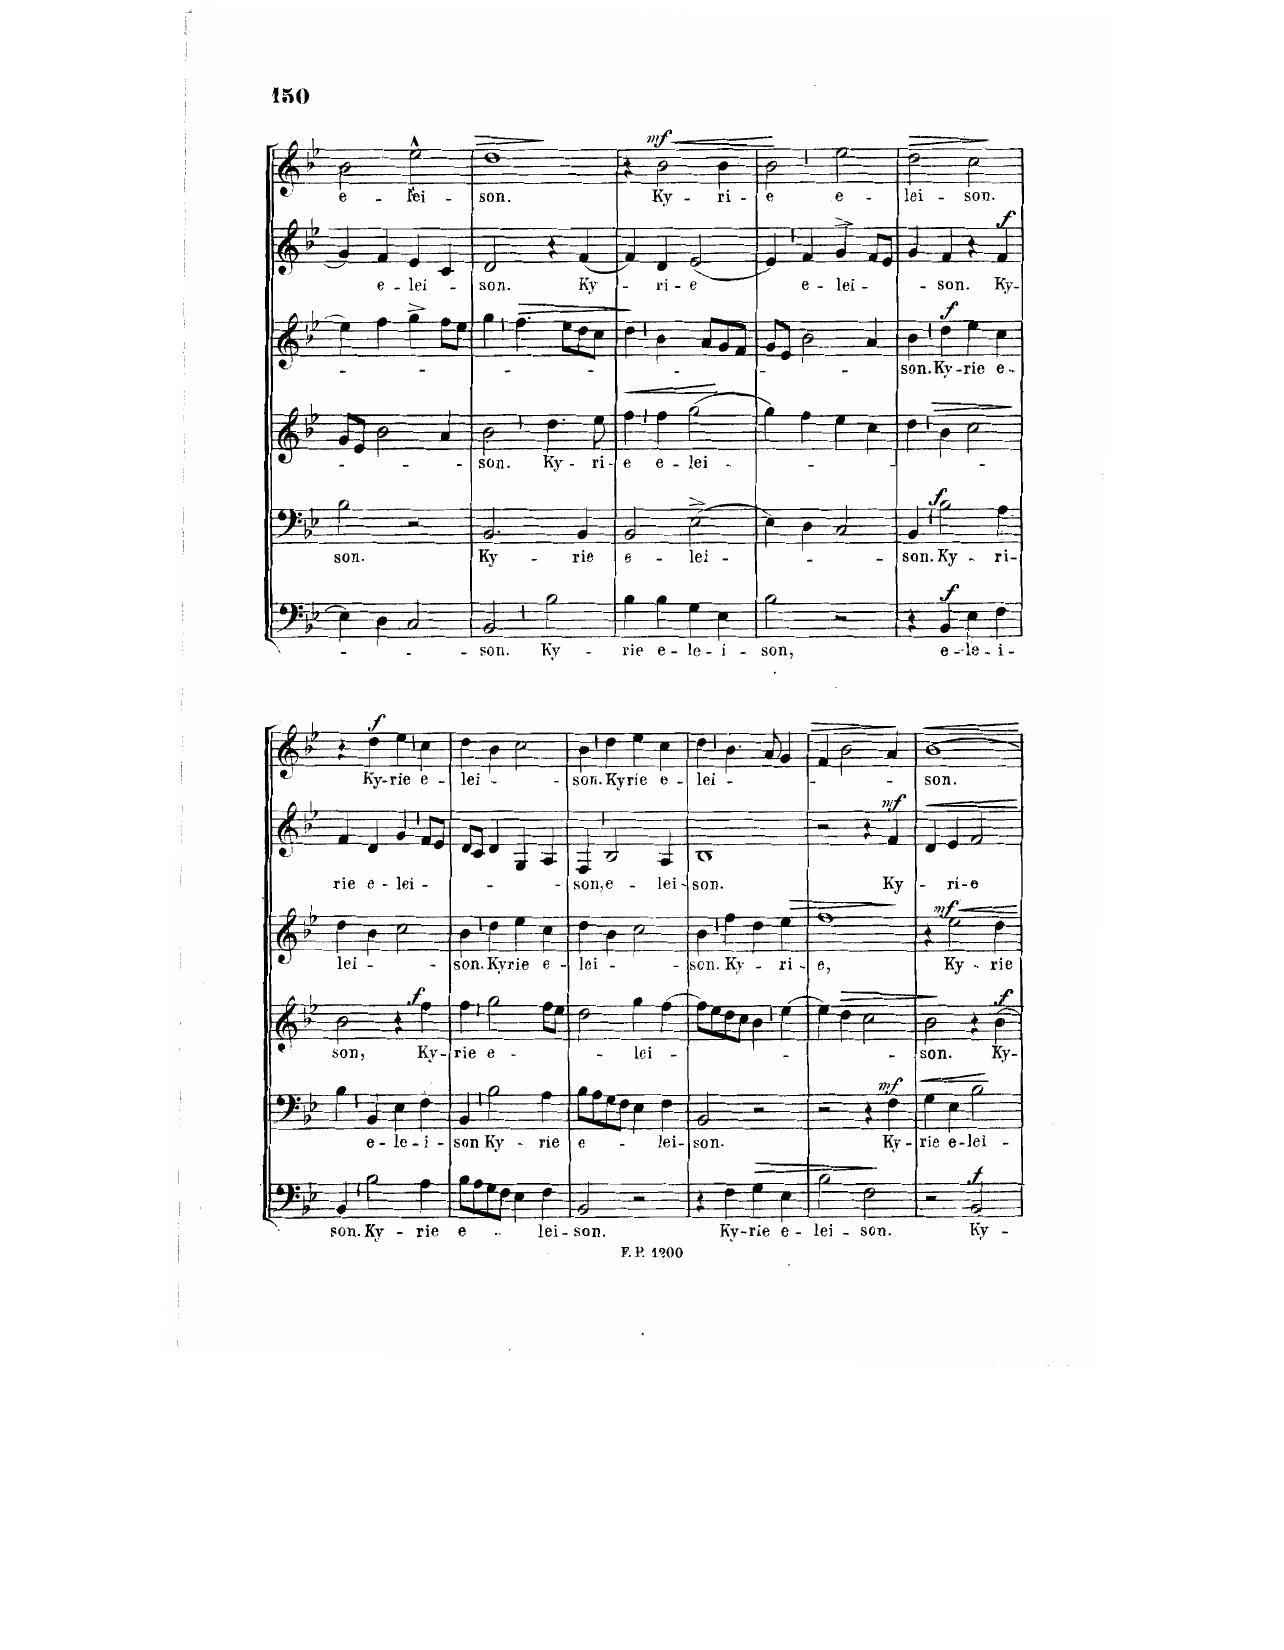 150
mf
e - lei - son. Ky - ri - e e - lei - son.
f
e - lei - son. Ky - ri - e e - lei - son. Ky-
f
son. Ky-rie e-
son. Ky - ri-e e - lei -
f
son. Ky - rie e - lei - son. Ky - ri-
f
son. Ky - rie e - le - i - son, e - le - i -
f
Ky-rie e - lei - son. Kyrie e - lei - son.
mf
rie e - lei - son, e - lei - son. Ky - ri-e
mf
lei - son. Kyrie e - lei - son. Ky - ri - e, Ky - rie
f f
son, Ky-rie e - lei - son. Ky-
mf
e - le - i - son Ky - rie e - lei - son. Ky - rie e-lei -
f
son. Ky - rie e - lei - son. Ky-rie e - lei - son. Ky -
F. P. 1200